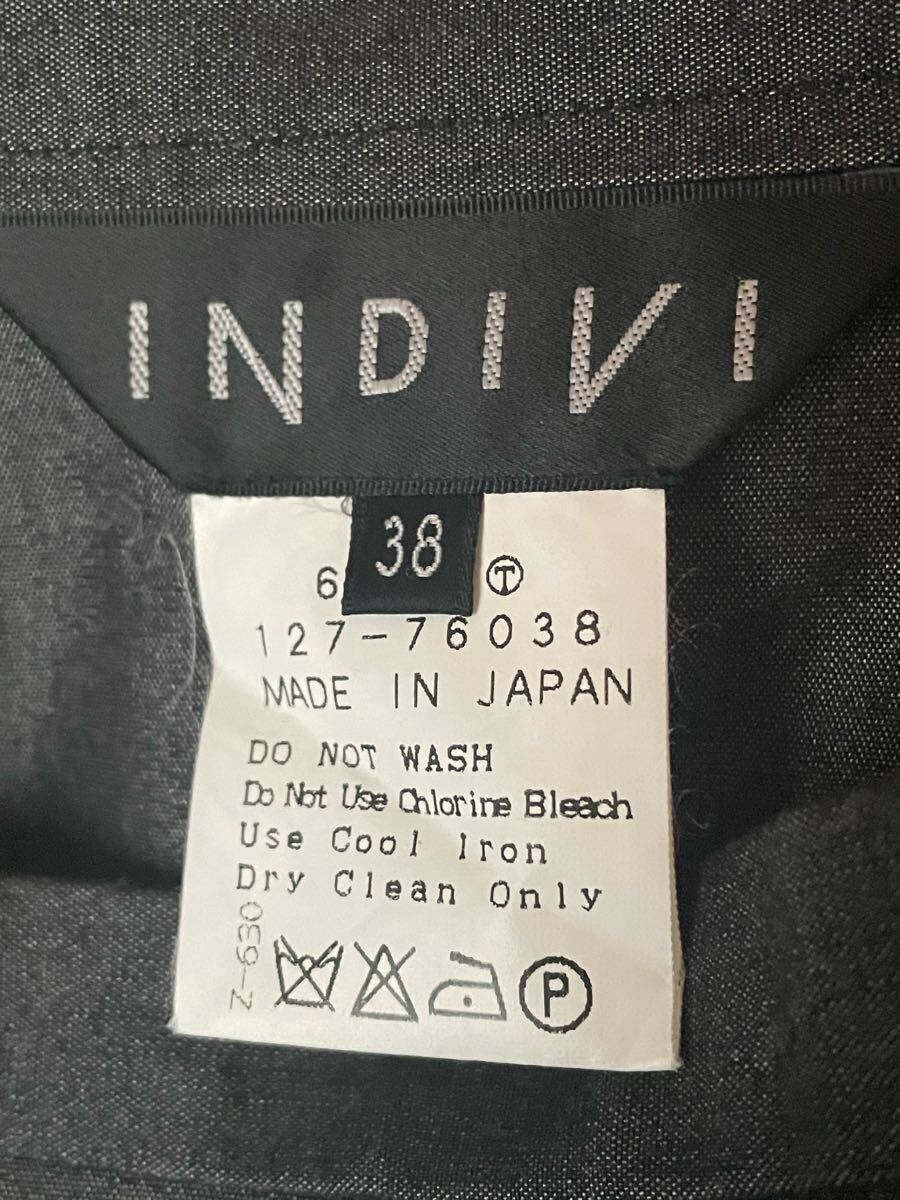 INDIVI
38
6 Ⓣ
127-76038
MADE IN JAPAN
DO NOT WASH
Do Not Use Chlorine Bleach
Use Cool Iron
Dry Clean Only
Z-630
P